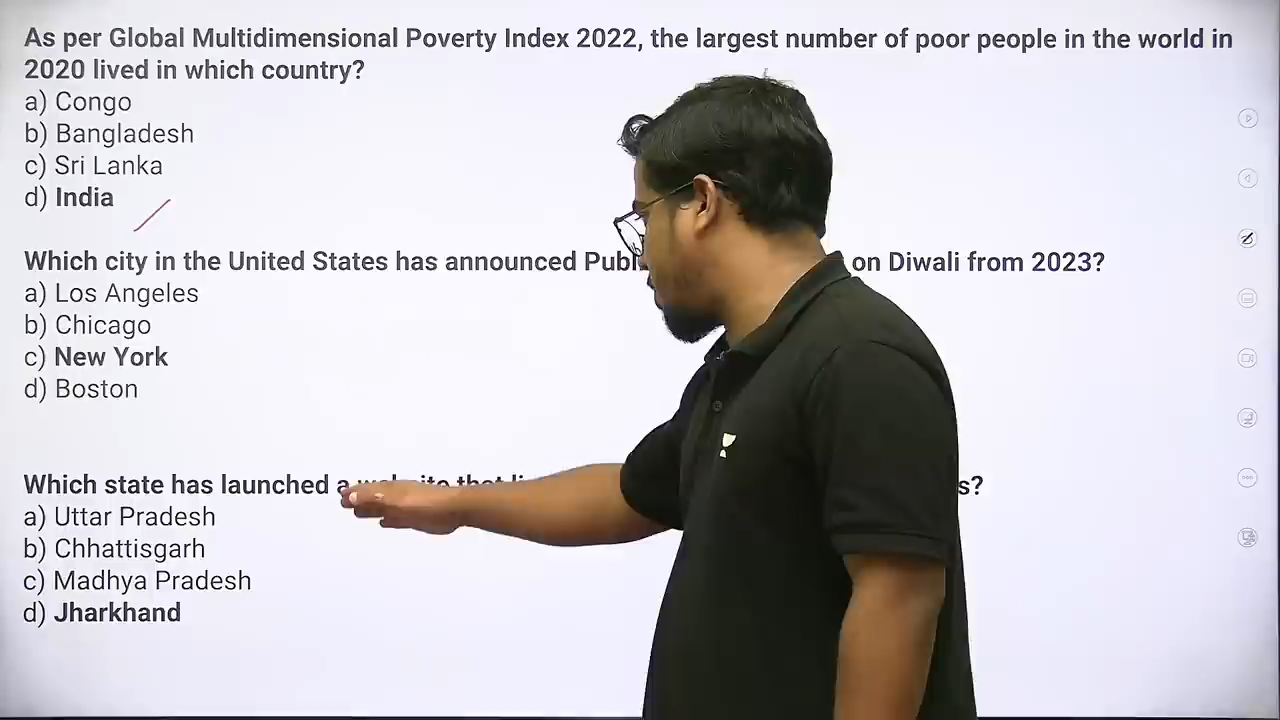 As per Global Multidimensional Poverty Index 2022, the largest number of poor people in the world in
2020 lived in which country?
a) Congo
b) Bangladesh
c) Sri Lanka
d) India
Which city in the United States has announced on Diwali from 2023?
a) Los Angeles
b) Chicago
c) New York
d) Boston
Which state has launched a website that
a) Uttar Pradesh
b) Chhattisgarh
c) Madhya Pradesh
d) Jharkhand